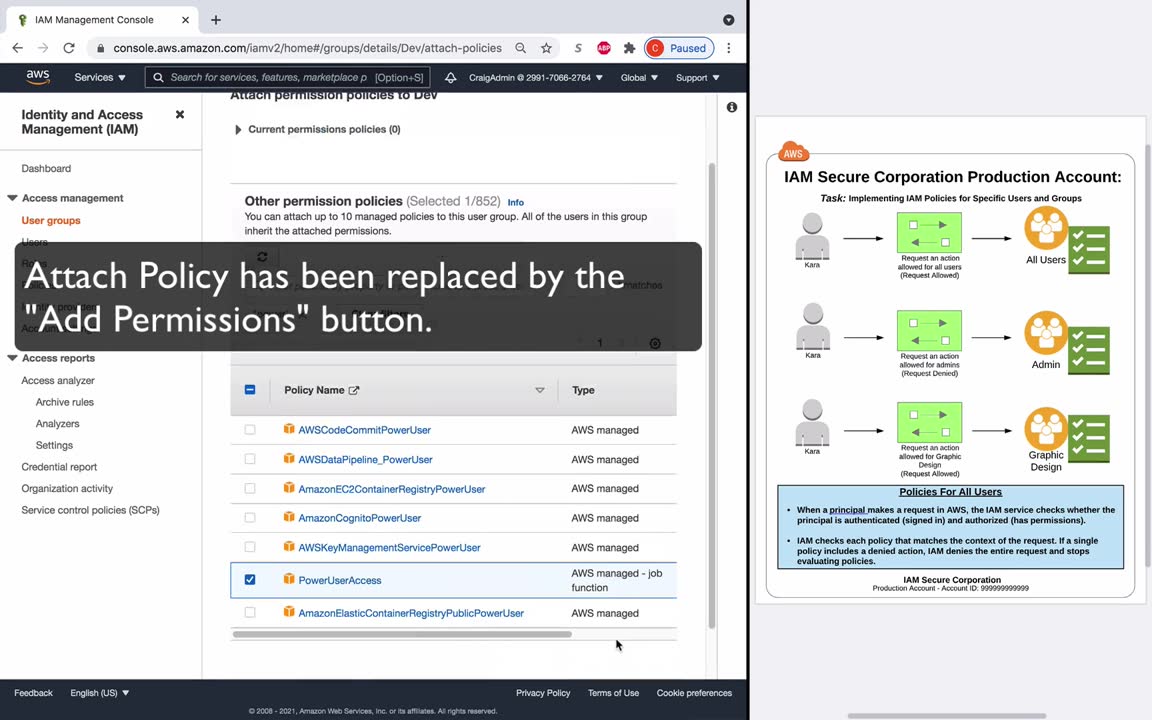 IAM Management Console
console.aws.amazon.com/iamv2/home#/groups/details/Dev/attach-policies
S
ABP
C
Paused
aws
Services
Search for services, features, marketplace p
[Option+S]
CraigAdmin @ 2991-7066-2764
Global
Support
Identity and Access
Management (IAM)
Dashboard
Access management
User groups
Users
Access reports
Access analyzer
Archive rules
Analyzers
Settings
Credential report
Organization activity
Service control policies (SCPs)
Attach permission policies to Dev
Current permissions policies (0)
Other permission policies (Selected 1/852) Info
You can attach up to 10 managed policies to this user group. All of the users in this group
inherit the attached permissions.
matches
1
Attach Policy has been replaced by the
"Add Permissions" button.
Policy Name
Type
AWSCodeCommitPowerUser
AWS managed
AWSDataPipeline_PowerUser
AWS managed
AmazonEC2ContainerRegistryPowerUser
AWS managed
AmazonCognitoPowerUser
AWS managed
AWSKeyManagementServicePowerUser
AWS managed
PowerUserAccess
AWS managed - job
function
AmazonElasticContainerRegistryPublicPowerUser
AWS managed
Feedback
English (US)
Privacy Policy
Terms of Use
Cookie preferences
© 2008 - 2021, Amazon Web Services, Inc. or its affiliates. All rights reserved.
AWS
IAM Secure Corporation Production Account:
Task: Implementing IAM Policies for Specific Users and Groups
Kara
Request an action
allowed for all users
(Request Allowed)
All Users
Kara
Request an action
allowed for admins
(Request Denied)
Admin
Kara
Request an action
allowed for Graphic
Design
(Request Allowed)
Graphic
Design
Policies For All Users
• When a principal makes a request in AWS, the IAM service checks whether the
principal is authenticated (signed in) and authorized (has permissions).
• IAM checks each policy that matches the context of the request. If a single
policy includes a denied action, IAM denies the entire request and stops
evaluating policies.
IAM Secure Corporation
Production Account - Account ID: 999999999999